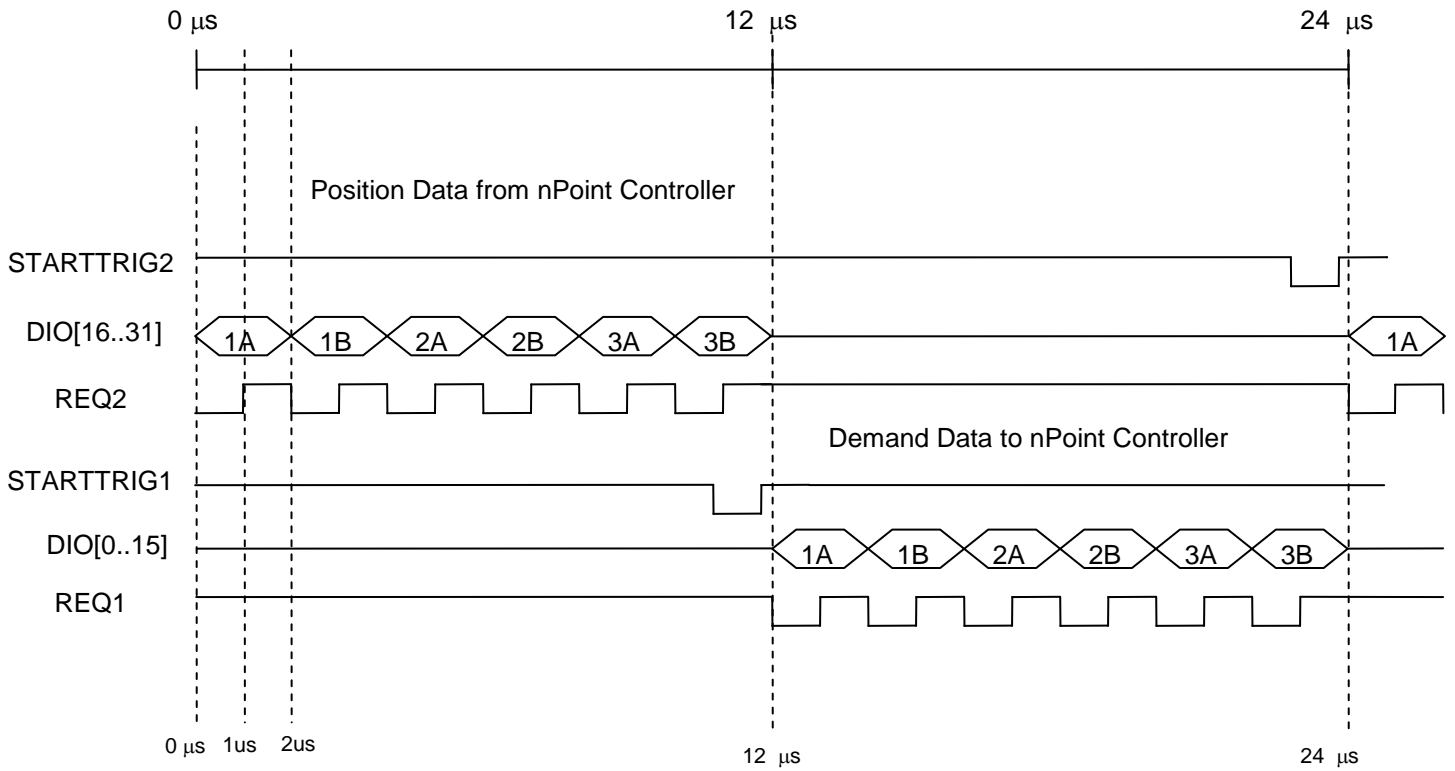 0 μs 12 μs 24 μs
Position Data from nPoint Controller
STARTTRIG2
DIO[16..31] 1A 1B 2A 2B 3A 3B 1A
REQ2
Demand Data to nPoint Controller
STARTTRIG1
DIO[0..15] 1A 1B 2A 2B 3A 3B
REQ1
0 μs 1us 2us 12 μs 24 μs